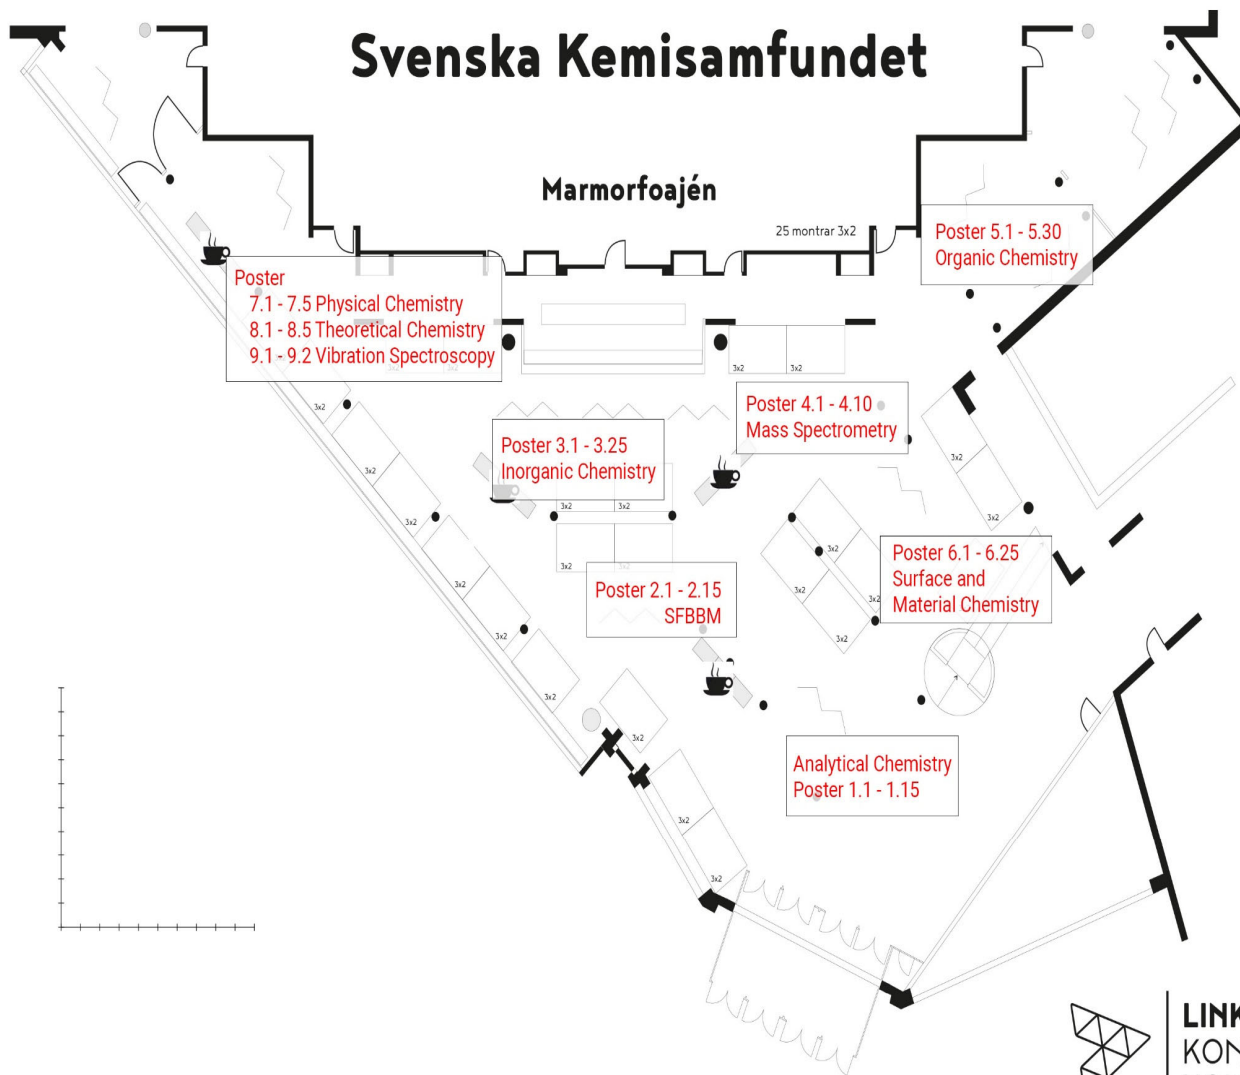 Svenska Kemisamfundet
Marmorfoajén
25 montrar 3x2
Poster 5.1 - 5.30
Organic Chemistry
Poster
7.1 - 7.5 Physical Chemistry
8.1 - 8.5 Theoretical Chemistry
9.1 - 9.2 Vibration Spectroscopy
3x2
3x2
3x2
3x2
Poster 4.1 - 4.10
Mass Spectrometry
3x2
Poster 3.1 - 3.25
Inorganic Chemistry
3x2
3x2
3x2
3x2
3x2
3x2
3x2
3x2
3x2
Poster 6.1 - 6.25
Surface and
Material Chemistry
3x2
3x2
Poster 2.1 - 2.15
SFBBM
3x2
3x2
3x2
3x2
3x2
3x2
Analytical Chemistry
Poster 1.1 - 1.15
3x2
3x2
LINK
KON